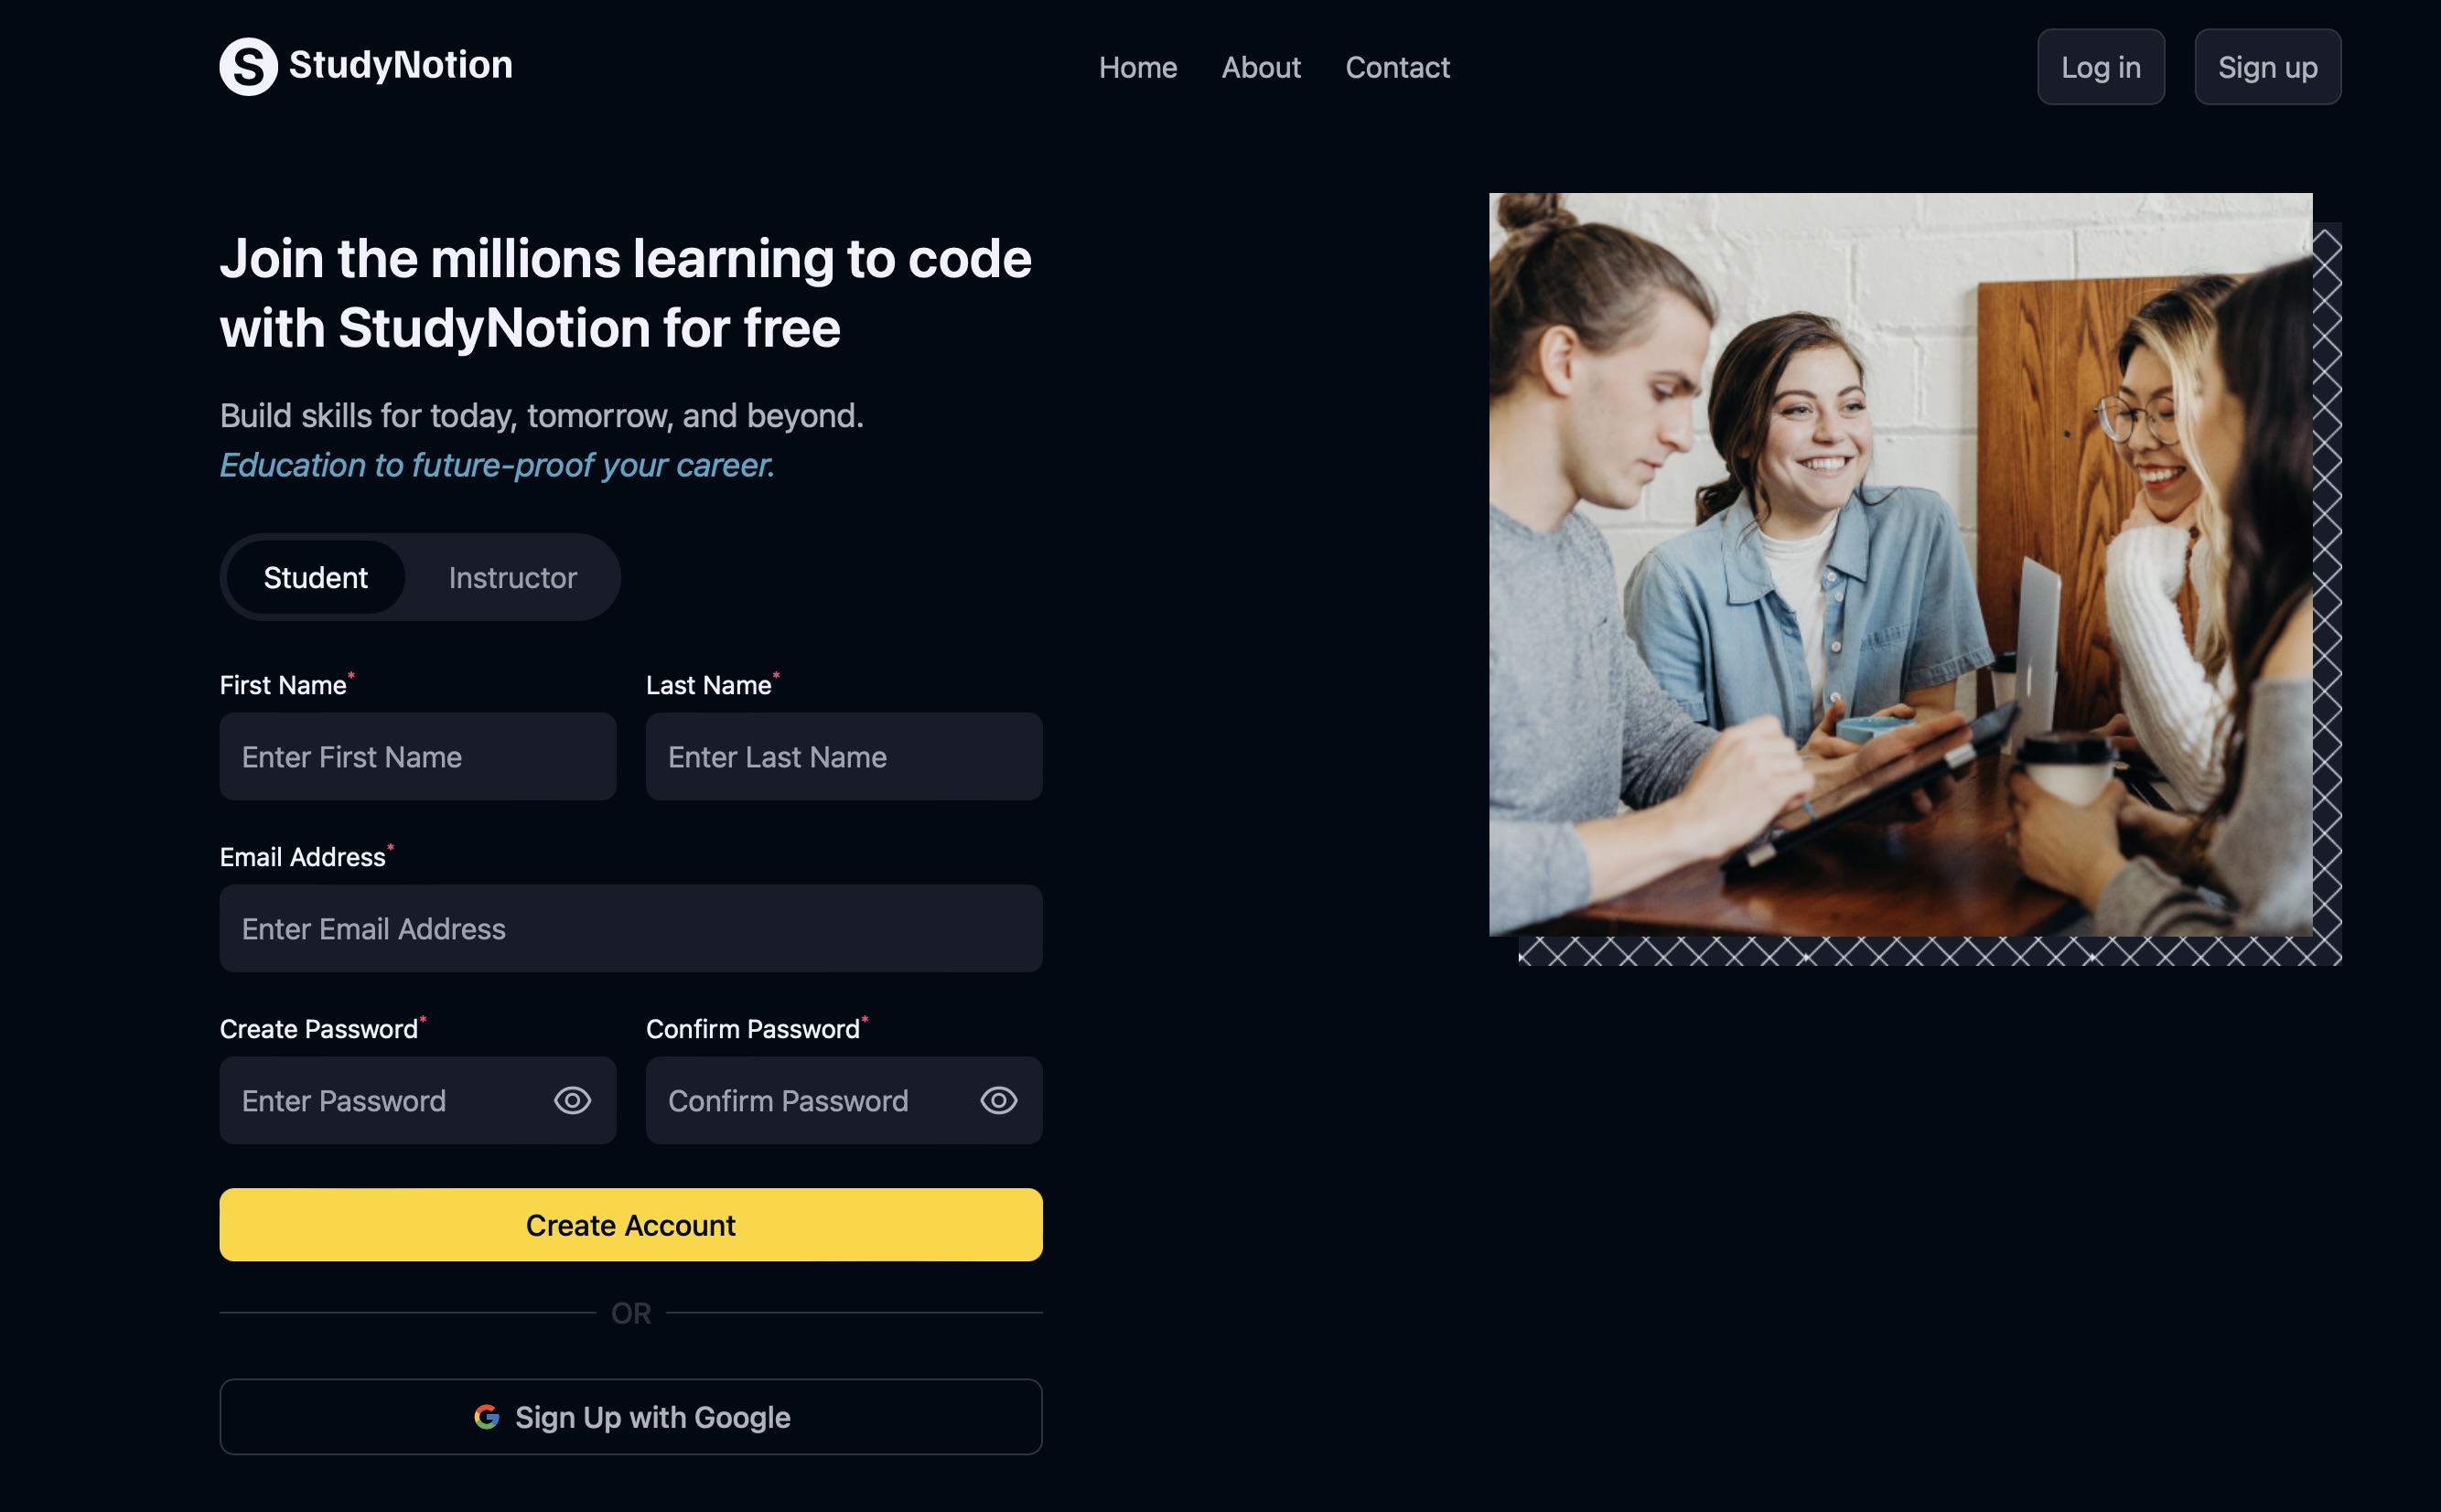 S StudyNotion
Home About Contact
Log in Sign up
Join the millions learning to code
with StudyNotion for free
Build skills for today, tomorrow, and beyond.
Education to future-proof your career.
Student Instructor
First Name* Last Name*
Enter First Name Enter Last Name
Email Address*
Enter Email Address
Create Password* Confirm Password*
Enter Password Confirm Password
Create Account
OR
Sign Up with Google